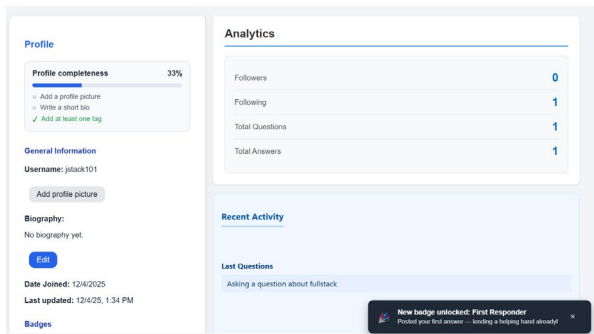 Profile
Profile completeness 33%
Add a profile picture
Write a short bio
✓ Add at least one tag
General Information
Username: jstack101
Add profile picture
Biography:
No biography yet.
Edit
Date Joined: 12/4/2025
Last updated: 12/4/25, 1:34 PM
Badges
Analytics
Followers 0
Following 1
Total Questions 1
Total Answers 1
Recent Activity
Last Questions
Asking a question about fullstack
New badge unlocked: First Responder
Posted your first answer — lending a helping hand already!
×